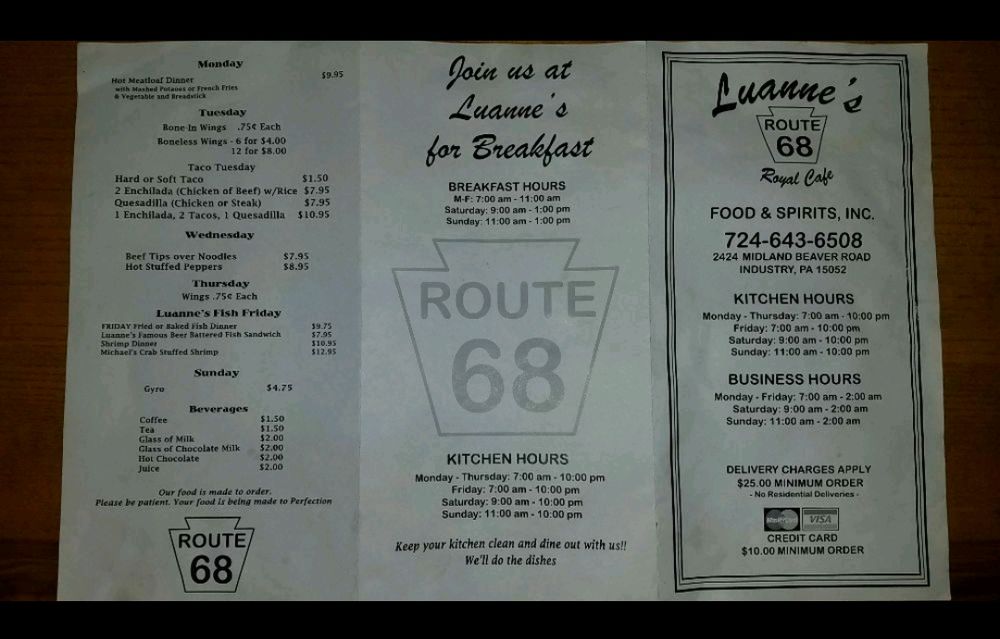 Monday
Hot Meatloaf Dinner $9.95
with Mashed Potatoes or French Fries
& Vegetable and Breadstick
Tuesday
Bone-In Wings .75¢ Each
Boneless Wings - 6 for $4.00
12 for $8.00
Taco Tuesday
Hard or Soft Taco $1.50
2 Enchilada (Chicken of Beef) w/Rice $7.95
Quesadilla (Chicken or Steak) $7.95
1 Enchilada, 2 Tacos, 1 Quesadilla $10.95
Wednesday
Beef Tips over Noodles $7.95
Hot Stuffed Peppers $8.95
Thursday
Wings .75¢ Each
Luanne's Fish Friday
FRIDAY Fried or Baked Fish Dinner $9.75
Luanne's Famous Beer Battered Fish Sandwich $7.95
Shrimp Dinner $10.95
Michael's Crab Stuffed Shrimp $12.95
Sunday
Gyro $4.75
Beverages
Coffee $1.50
Tea $1.50
Glass of Milk $2.00
Glass of Chocolate Milk $2.00
Hot Chocolate $2.00
Juice $2.00
Our food is made to order.
Please be patient. Your food is being made to Perfection
ROUTE
68
Join us at
Luanne's
for Breakfast
BREAKFAST HOURS
M-F: 7:00 am - 11:00 am
Saturday: 9:00 am - 1:00 pm
Sunday: 11:00 am - 1:00 pm
ROUTE
68
KITCHEN HOURS
Monday - Thursday: 7:00 am - 10:00 pm
Friday: 7:00 am - 10:00 pm
Saturday: 9:00 am - 10:00 pm
Sunday: 11:00 am - 10:00 pm
Keep your kitchen clean and dine out with us!!
We'll do the dishes
Luanne's
ROUTE
68
Royal Cafe
FOOD & SPIRITS, INC.
724-643-6508
2424 MIDLAND BEAVER ROAD
INDUSTRY, PA 15052
KITCHEN HOURS
Monday - Thursday: 7:00 am - 10:00 pm
Friday: 7:00 am - 10:00 pm
Saturday: 9:00 am - 10:00 pm
Sunday: 11:00 am - 10:00 pm
BUSINESS HOURS
Monday - Friday: 7:00 am - 2:00 am
Saturday: 9:00 am - 2:00 am
Sunday: 11:00 am - 2:00 am
DELIVERY CHARGES APPLY
$25.00 MINIMUM ORDER
- No Residential Deliveries -
MasterCard VISA
CREDIT CARD
$10.00 MINIMUM ORDER